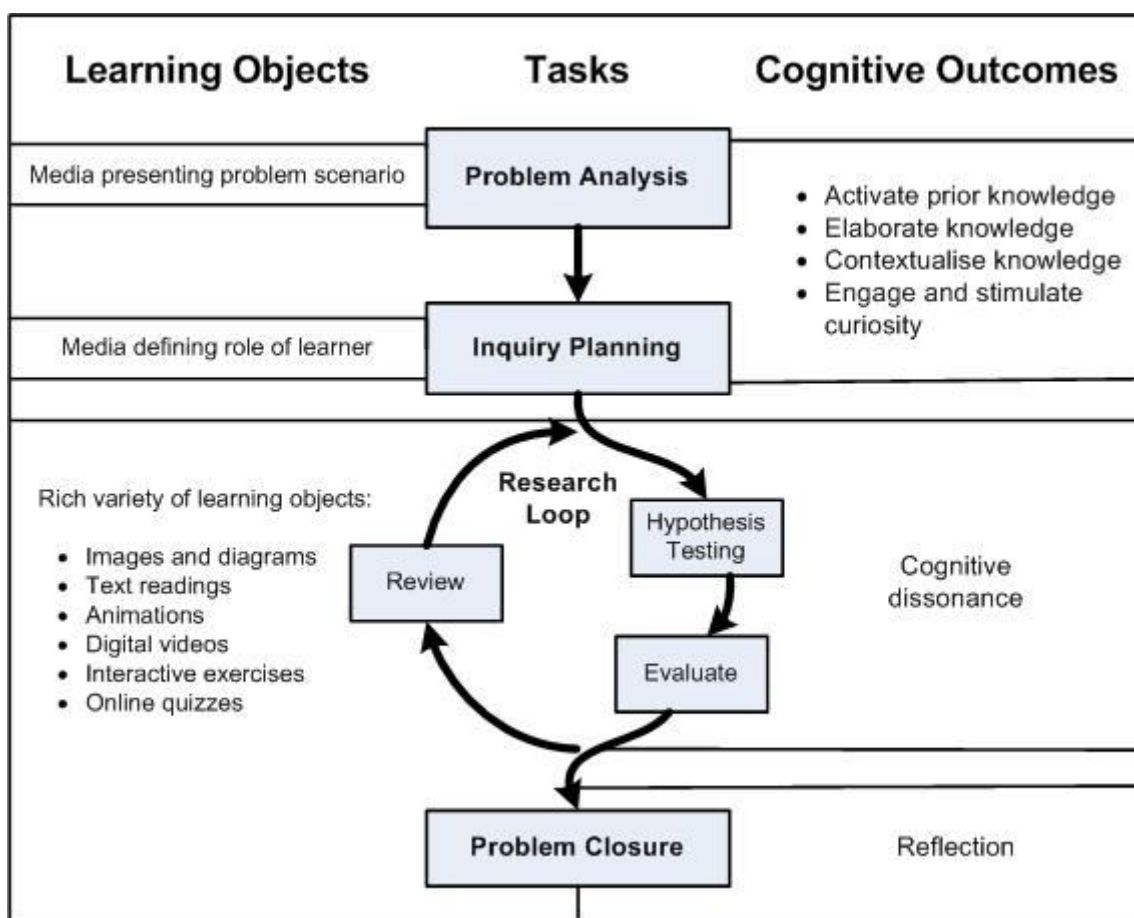 Learning Objects
Tasks
Cognitive Outcomes
Media presenting problem scenario
Problem Analysis
• Activate prior knowledge
• Elaborate knowledge
• Contextualise knowledge
• Engage and stimulate
curiosity
Media defining role of learner
Inquiry Planning
Rich variety of learning objects:
• Images and diagrams
• Text readings
• Animations
• Digital videos
• Interactive exercises
• Online quizzes
Research
Loop
Review
Hypothesis
Testing
Evaluate
Cognitive
dissonance
Problem Closure
Reflection